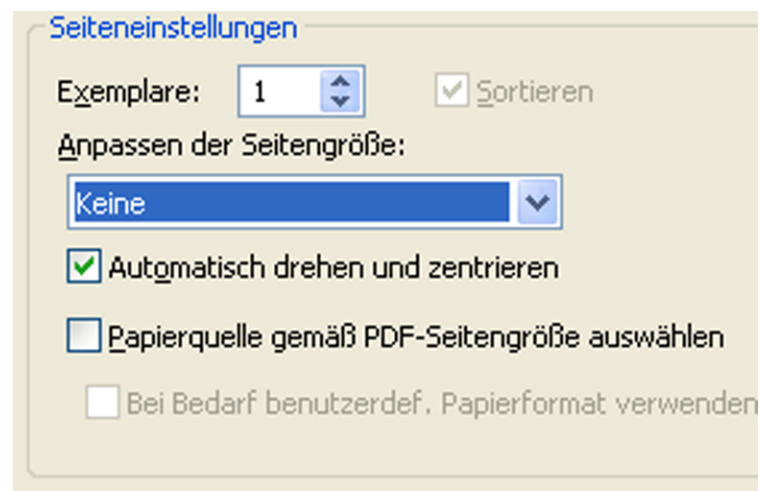 Seiteneinstellungen
Exemplare: 1 Sortieren
Anpassen der Seitengröße:
Keine
Automatisch drehen und zentrieren
Papierquelle gemäß PDF-Seitengröße auswählen
Bei Bedarf benutzerdef. Papierformat verwenden